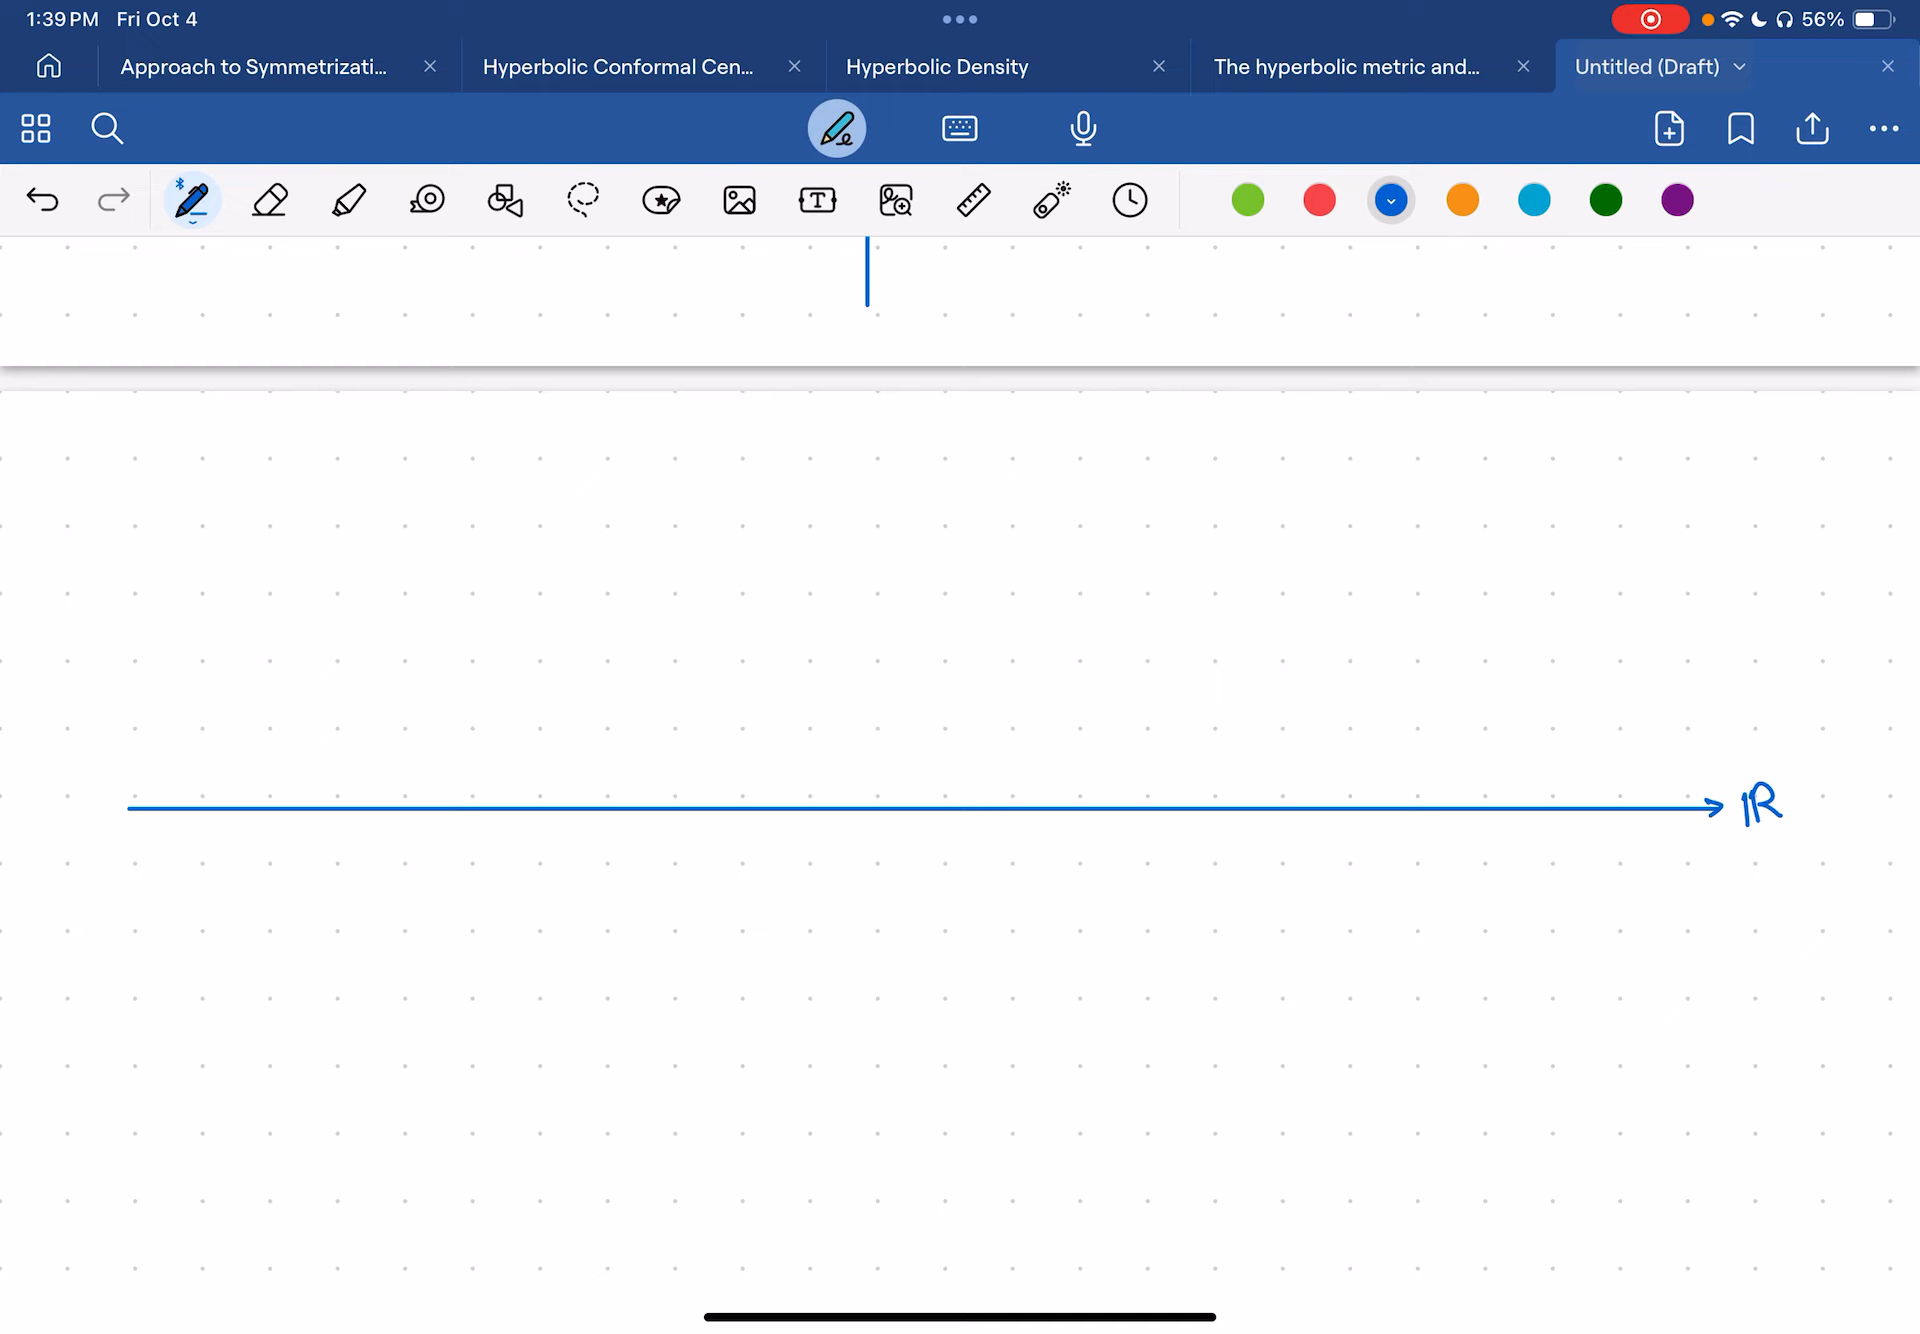 1:39 PM Fri Oct 4
56%
Approach to Symmetrizati...
Hyperbolic Conformal Cen...
Hyperbolic Density
The hyperbolic metric and...
Untitled (Draft)
ℝ